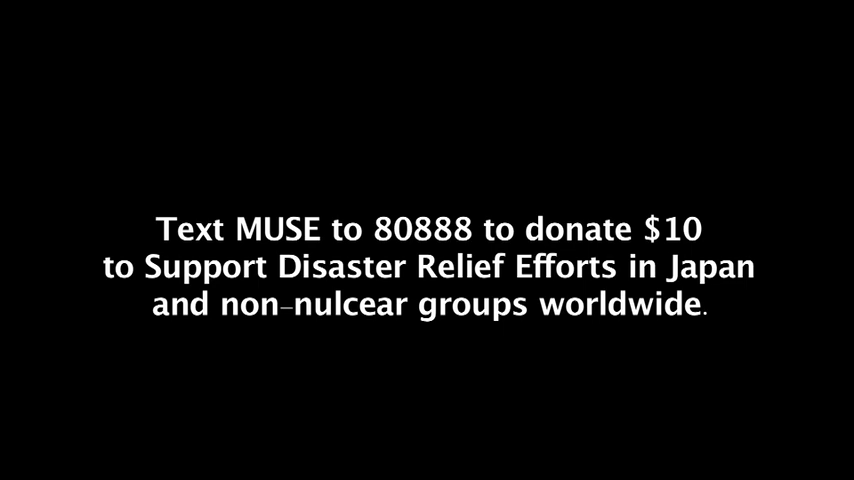 Text MUSE to 80888 to donate $10
to Support Disaster Relief Efforts in Japan
and non-nulcear groups worldwide.